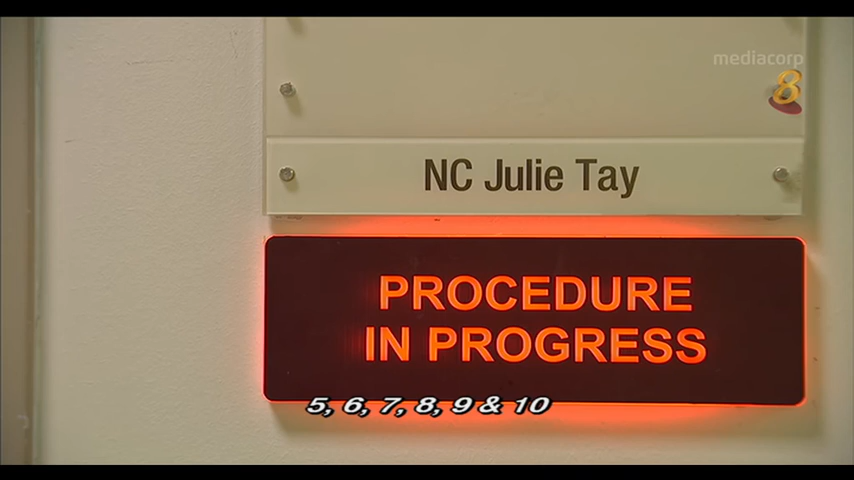 mediacorp
8
NC Julie Tay
PROCEDURE
IN PROGRESS
5, 6, 7, 8, 9 & 10